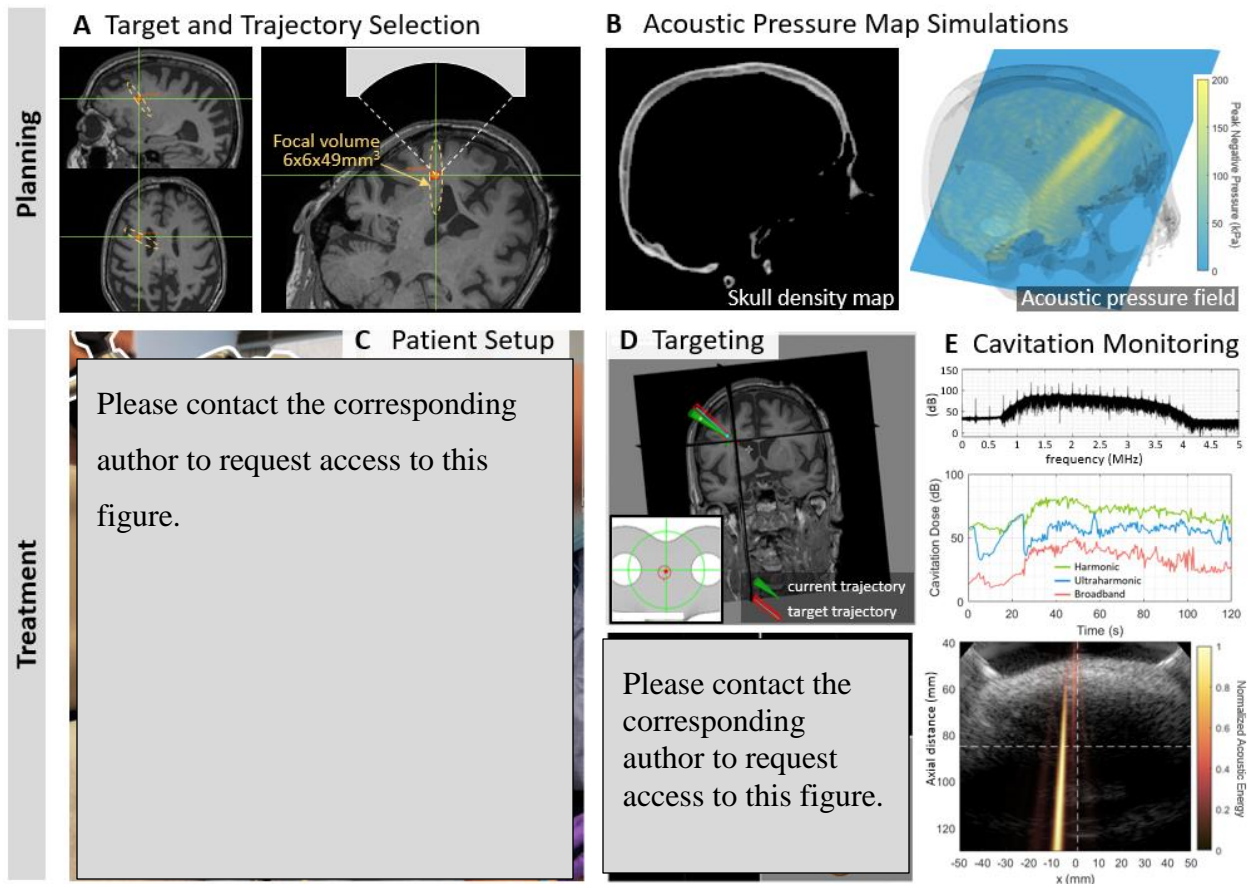 Planning
A Target and Trajectory Selection
Focal volume
6x6x49mm³
B Acoustic Pressure Map Simulations
Skull density map
Acoustic pressure field
200
150
100
50
0
Peak Negative Pressure (kPa)
Treatment
C Patient Setup
Please contact the corresponding
author to request access to this
figure.
D Targeting
current trajectory
target trajectory
Please contact the
corresponding
author to request
access to this figure.
E Cavitation Monitoring
(dB)
150
100
50
0
0 0.5 1 1.5 2 2.5 3 3.5 4 4.5 5
frequency (MHz)
Cavitation Dose (dB)
100
50
0
Harmonic
Ultraharmonic
Broadband
0 20 40 60 80 100 120
Time (s)
Axial distance (mm)
40
60
80
100
120
-50 -40 -30 -20 -10 0 10 20 30 40 50
x (mm)
1
0.8
0.6
0.4
0.2
0
Normalized Acoustic Energy